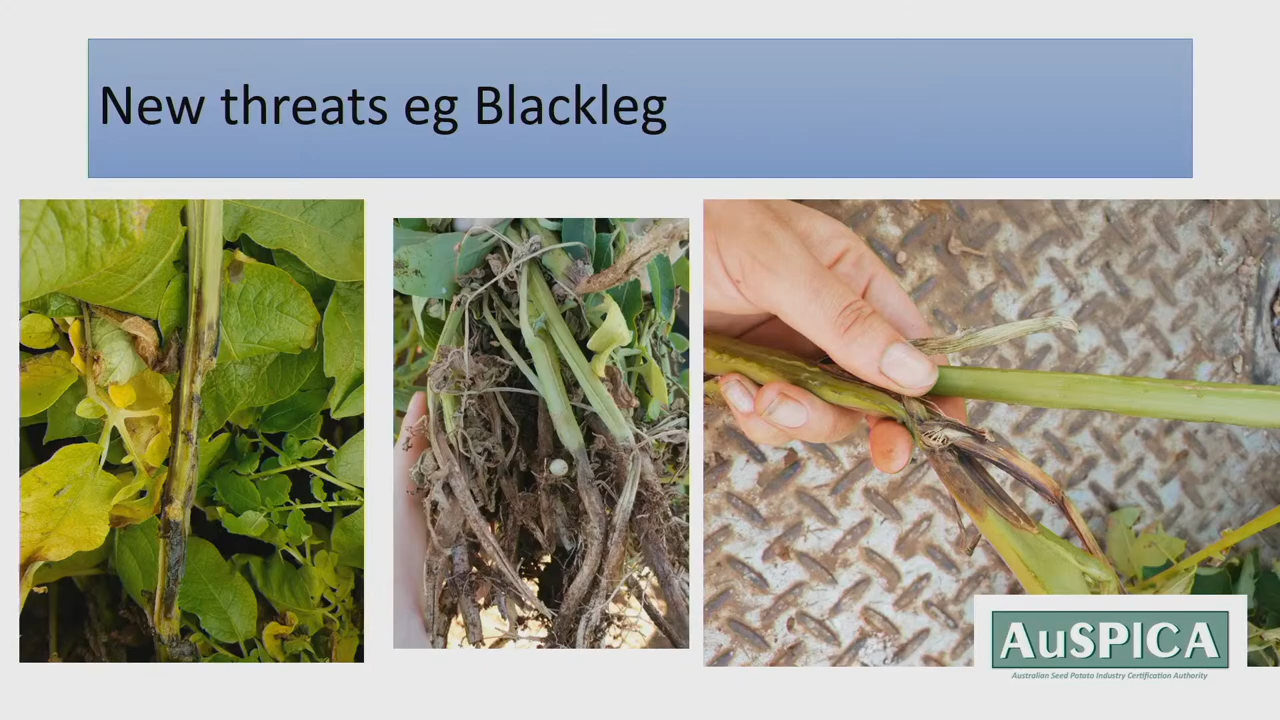 New threats eg Blackleg
AuSPICA
Australian Seed Potato Industry Certification Authority